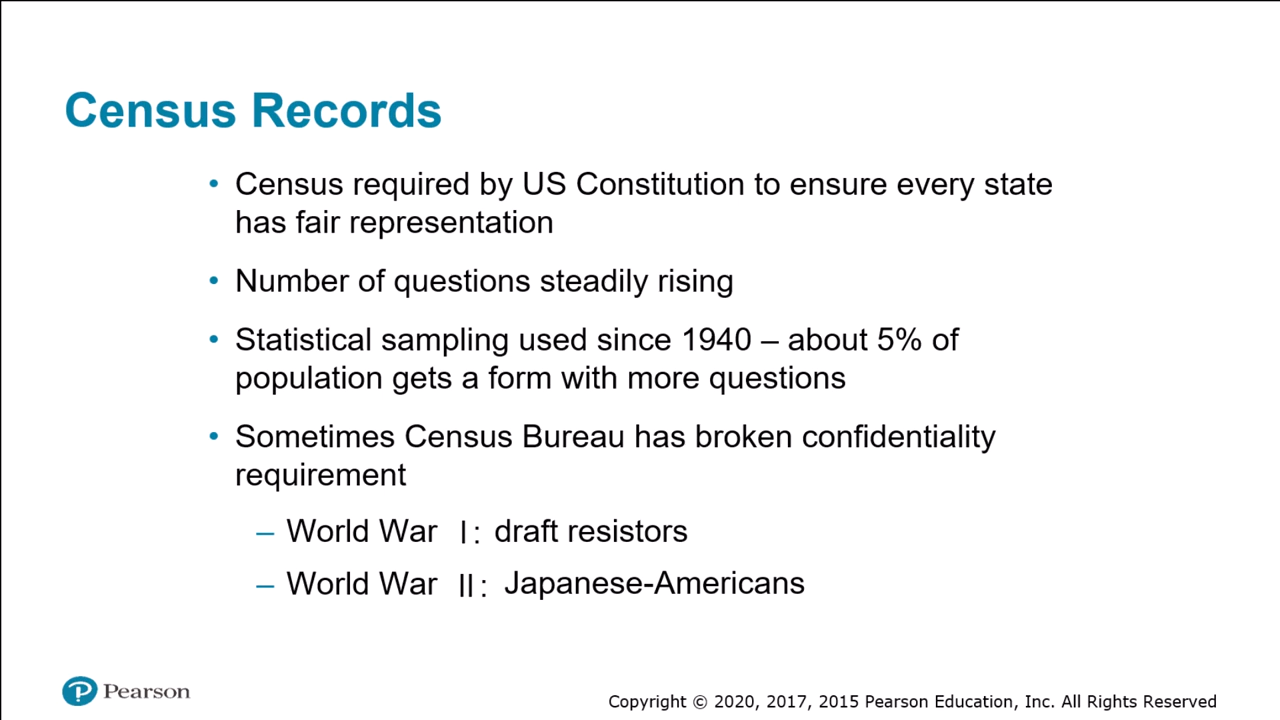 Census Records
• Census required by US Constitution to ensure every state
has fair representation
• Number of questions steadily rising
• Statistical sampling used since 1940 – about 5% of
population gets a form with more questions
• Sometimes Census Bureau has broken confidentiality
requirement
– World War I: draft resistors
– World War II: Japanese-Americans
Pearson
Copyright © 2020, 2017, 2015 Pearson Education, Inc. All Rights Reserved